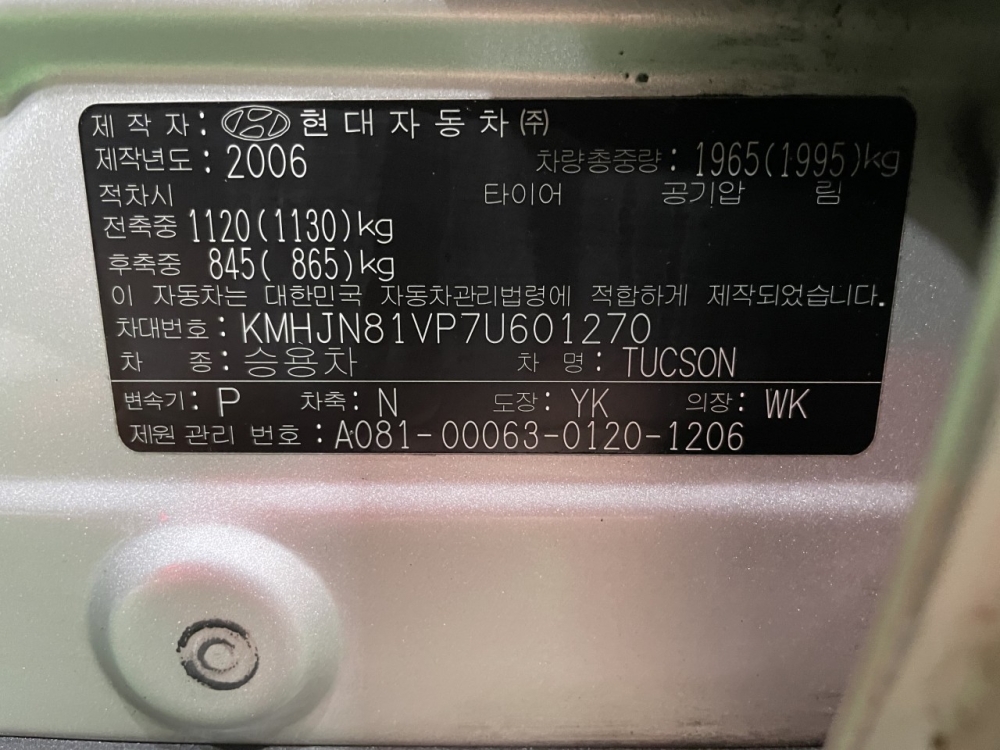 제작자: 현대자동차㈜
제작년도: 2006 차량총중량: 1965(1995)kg
적차시 타이어 공기압 림
전축중 1120(1130)kg
후축중 845( 865)kg
이 자동차는 대한민국 자동차관리법령에 적합하게 제작되었습니다.
차대번호: KMHJN81VP7U601270
차 종: 승용차 차 명: TUCSON
변속기: P 차축: N 도장: YK 의장: WK
제원 관리 번호: A081-00063-0120-1206